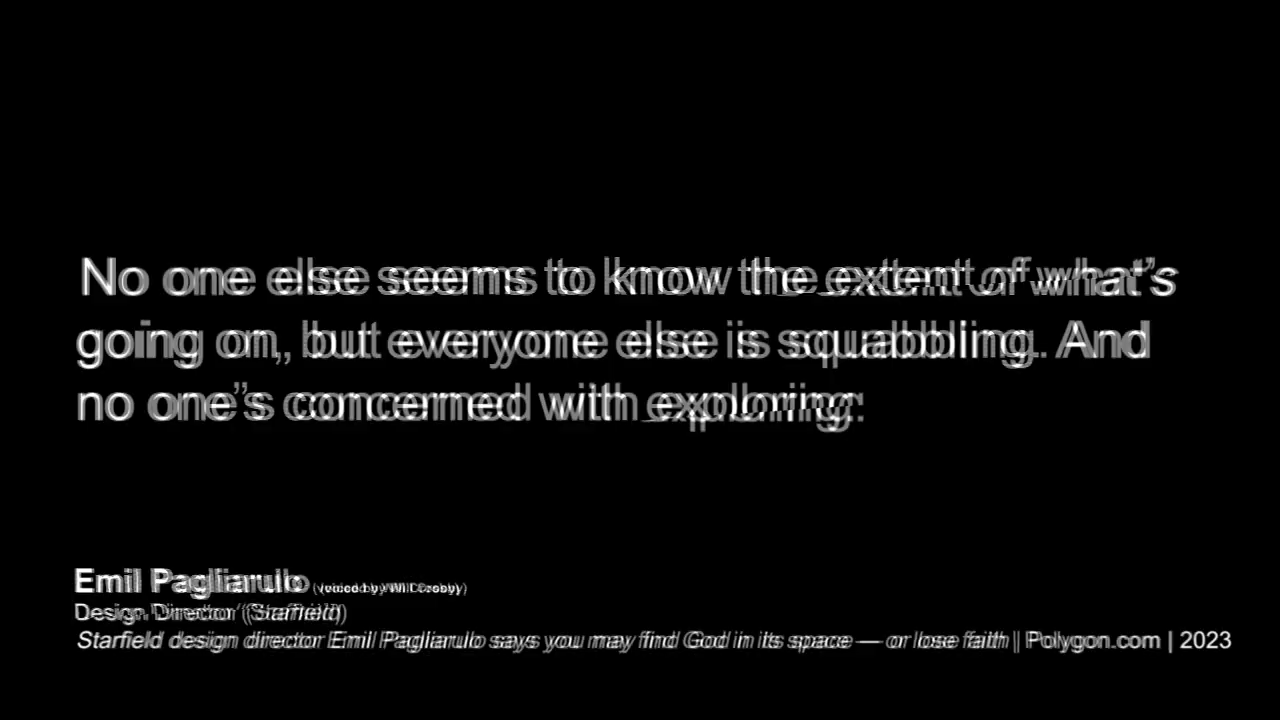 No one else seems to know the extent of what's
going on, but everyone else is squabbling. And
no one's concerned with exploring.
Emil Pagliarulo (voiced by Will Crosby)
Design Director (Starfield)
Starfield design director Emil Pagliarulo says you may find God in its space — or lose faith | Polygon.com | 2023